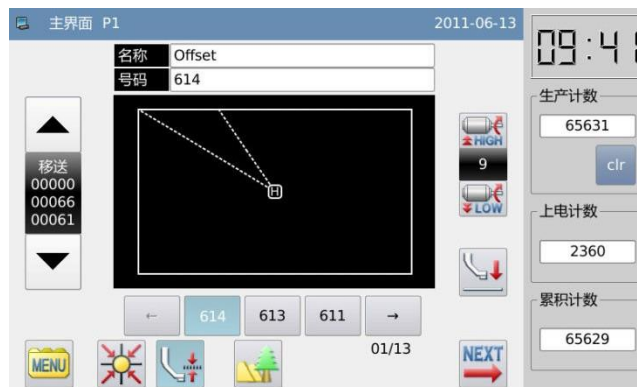 主界面 P1
2011-06-13
名称 Offset
号码 614
移送
00000
00066
00061
H
HIGH
9
LOW
← 614 613 611 →
01/13
MENU
NEXT
生产计数
65631
clr
上电计数
2360
累积计数
65629